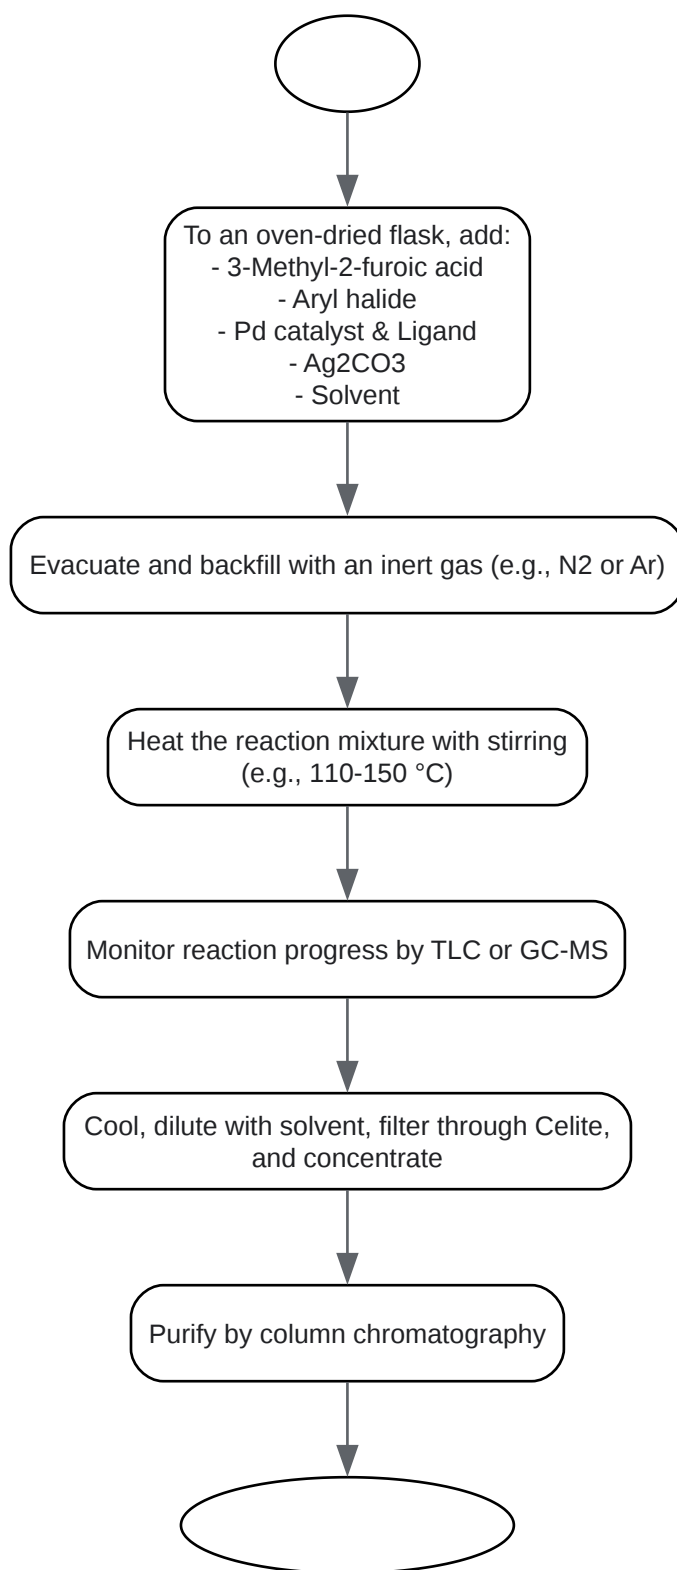 To an oven-dried flask, add:
- 3-Methyl-2-furoic acid
- Aryl halide
- Pd catalyst & Ligand
- Ag2CO3
- Solvent
Evacuate and backfill with an inert gas (e.g., N2 or Ar)
Heat the reaction mixture with stirring
(e.g., 110-150 °C)
Monitor reaction progress by TLC or GC-MS
Cool, dilute with solvent, filter through Celite,
and concentrate
Purify by column chromatography